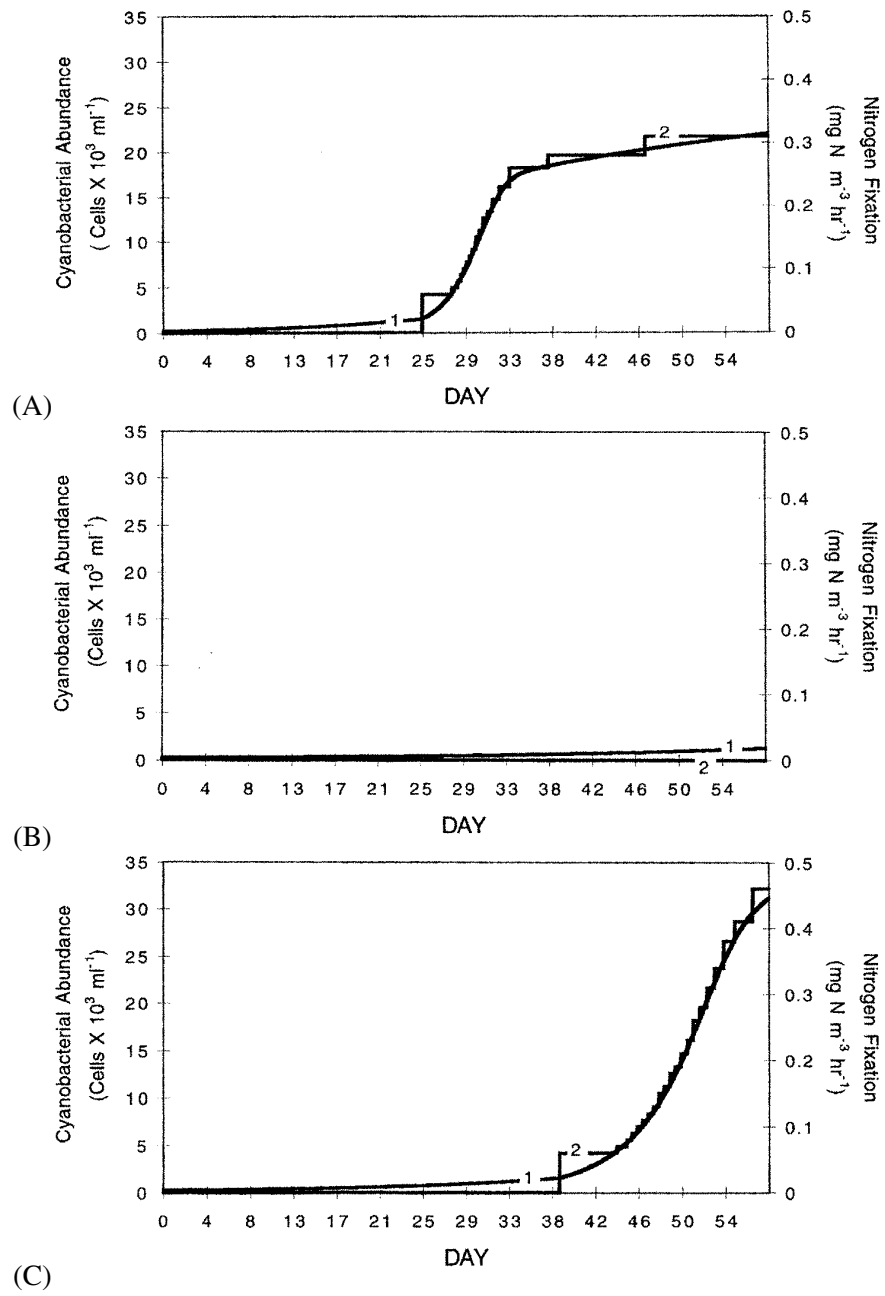 35
30
25
20
15
10
5
0
Cyanobacterial Abundance
( Cells X 10³ ml⁻¹)
0.5
0.4
0.3
0.2
0.1
0
Nitrogen Fixation
(mg N m⁻³ hr⁻¹)
1
2
0 4 8 13 17 21 25 29 33 38 42 46 50 54
DAY
(A)
35
30
25
20
15
10
5
0
Cyanobacterial Abundance
(Cells X 10³ ml⁻¹)
0.5
0.4
0.3
0.2
0.1
0
Nitrogen Fixation
(mg N m⁻³ hr⁻¹)
1
2
0 4 8 13 17 21 25 29 33 38 42 46 50 54
DAY
(B)
35
30
25
20
15
10
5
0
Cyanobacterial Abundance
(Cells X 10³ ml⁻¹)
0.5
0.4
0.3
0.2
0.1
0
Nitrogen Fixation
(mg N m⁻³ hr⁻¹)
1
2
0 4 8 13 17 21 25 29 33 38 42 46 50 54
DAY
(C)